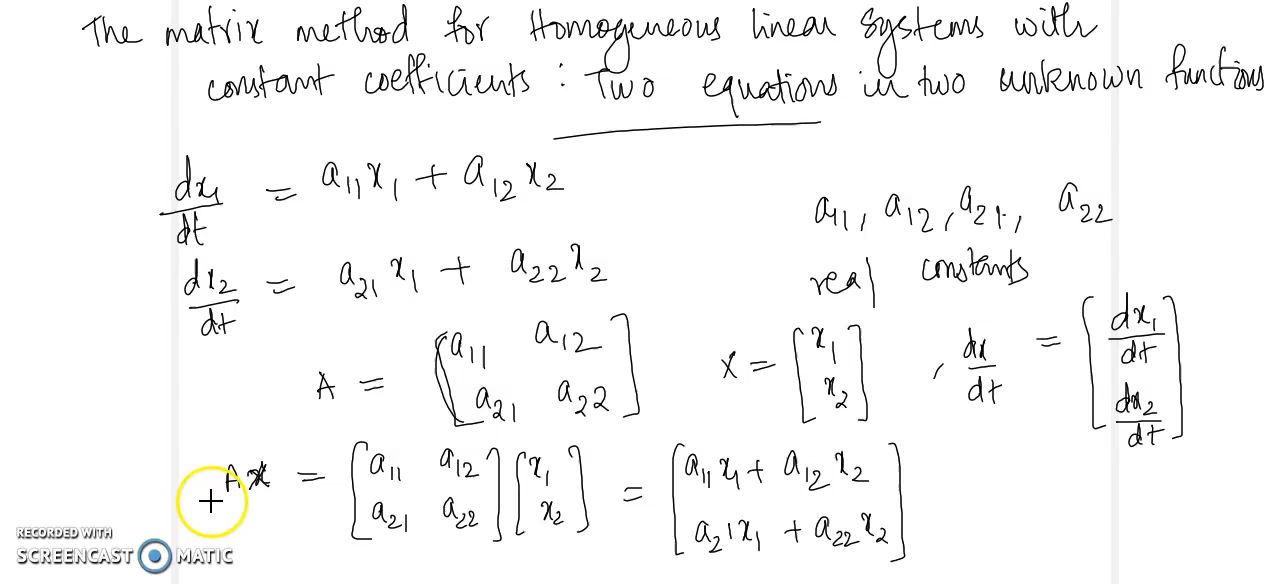 The matrix method for Homogeneous linear systems with
constant coefficients : Two equations in two unknown functions
dx₁/dt = a₁₁x₁ + a₁₂x₂
a₁₁, a₁₂, a₂₁, a₂₂
dx₂/dt = a₂₁x₁ + a₂₂x₂
real constants
A = [a₁₁ a₁₂; a₂₁ a₂₂] X = [x₁; x₂], dx/dt = [dx₁/dt; dx₂/dt]
Ax = [a₁₁ a₁₂; a₂₁ a₂₂] [x₁; x₂] = [a₁₁x₁ + a₁₂x₂; a₂₁x₁ + a₂₂x₂]
RECORDED WITH
SCREENCAST MATIC